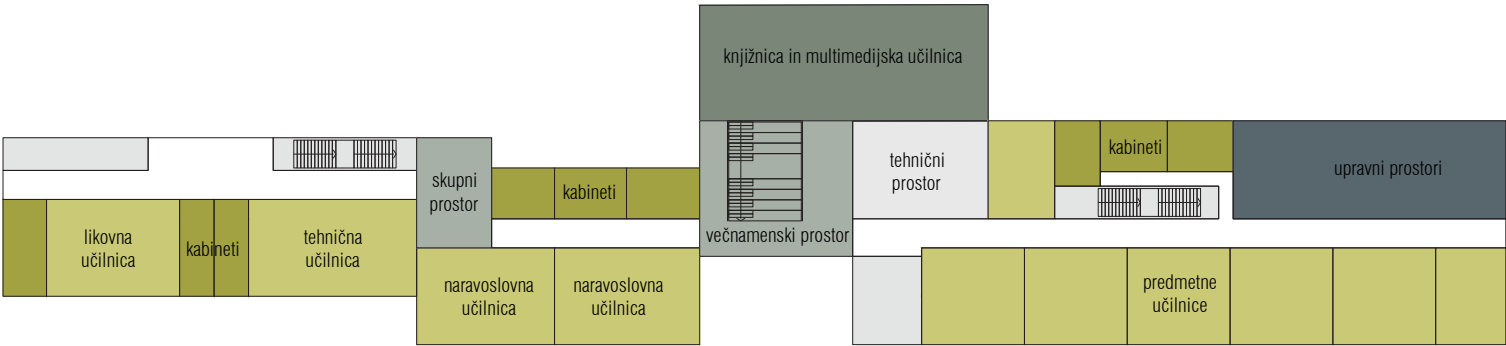 knjižnica in multimedijska učilnica
skupni
prostor
kabineti
tehnični
prostor
kabineti
upravni prostori
likovna
učilnica
kabineti
tehnična
učilnica
večnamenski prostor
naravoslovna
učilnica
naravoslovna
učilnica
predmetne
učilnice